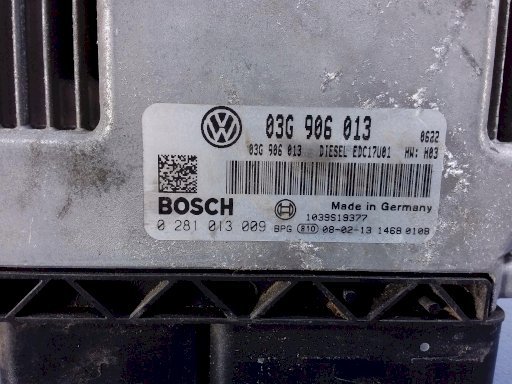 03G 906 013 0622
03G 906 013 DIESEL EDC17U01 HW: H03
BOSCH Made in Germany
1039S19377
0 281 013 009 BPG 810 08-02-13 1468 0108